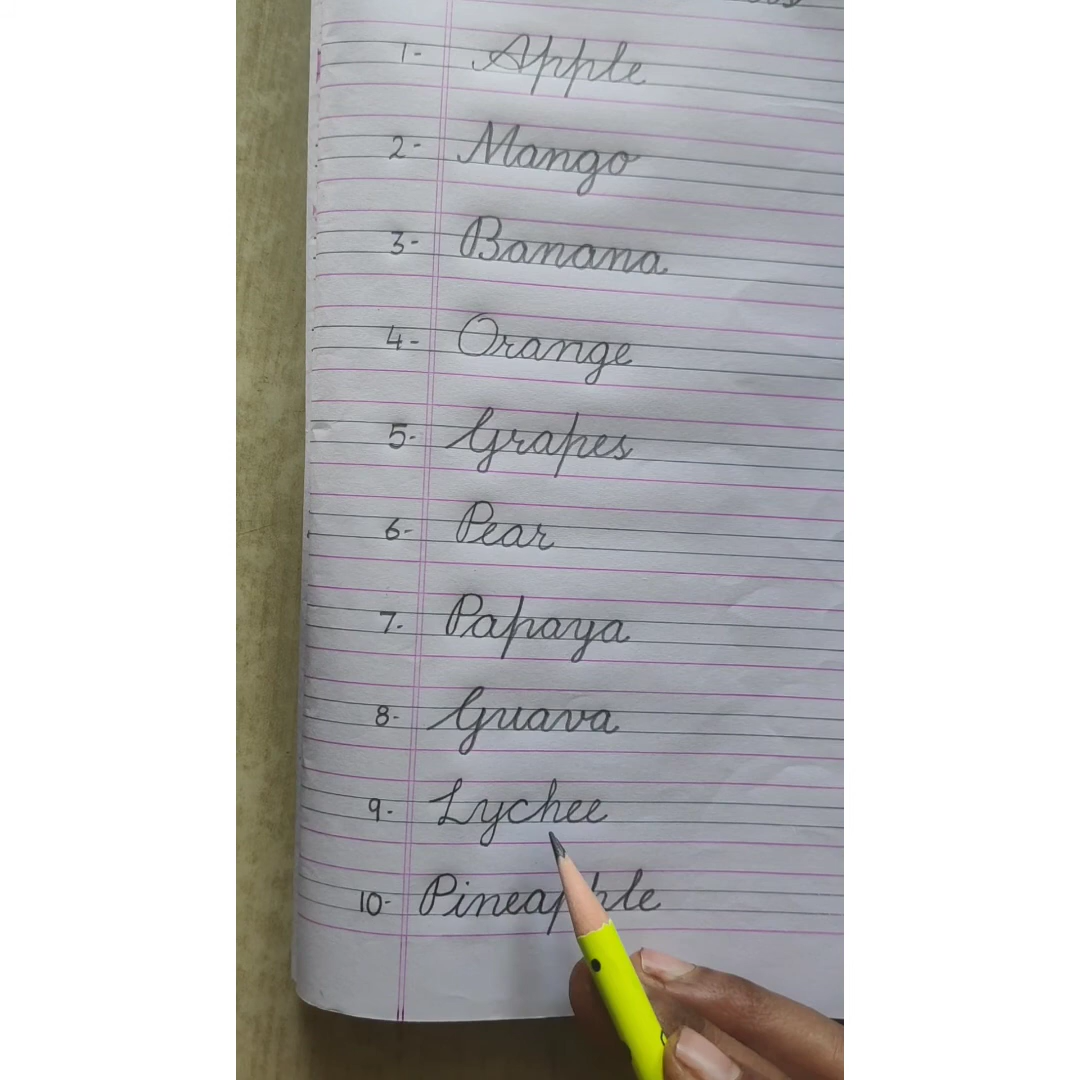 1- Apple
2- Mango
3- Banana
4- Orange
5- Grapes
6- Pear
7- Papaya
8- Guava
9- Lychee
10- Pineapple